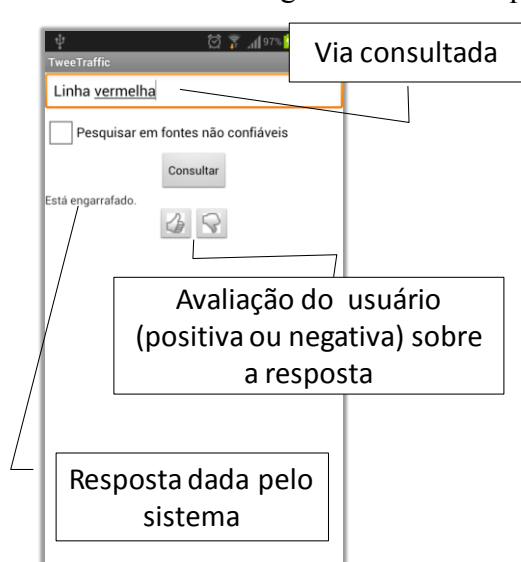 97%
TweeTraffic
Via consultada
Linha vermelha
Pesquisar em fontes não confiáveis
Consultar
Está engarrafado.
Avaliação do usuário
(positiva ou negativa) sobre
a resposta
Resposta dada pelo
sistema